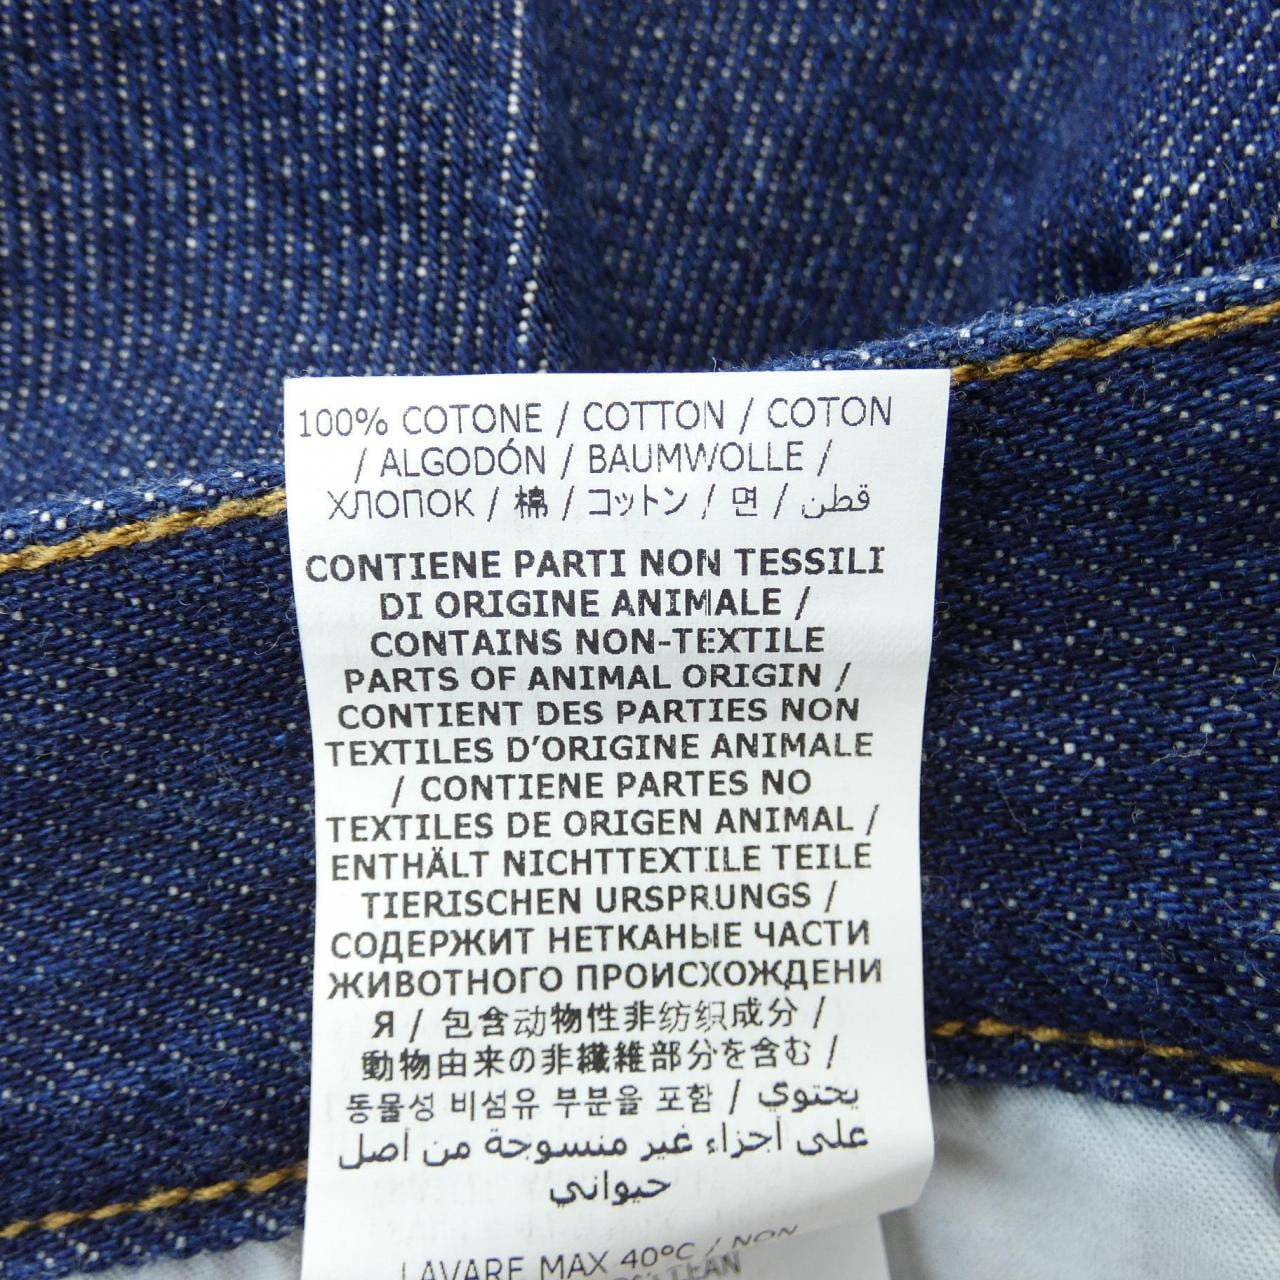 100% COTONE / COTTON / COTON
/ ALGODÓN / BAUMWOLLE /
ХЛОПОК / 棉 / コットン / 면 / قطن
CONTIENE PARTI NON TESSILI
DI ORIGINE ANIMALE /
CONTAINS NON-TEXTILE
PARTS OF ANIMAL ORIGIN /
CONTIENT DES PARTIES NON
TEXTILES D'ORIGINE ANIMALE
/ CONTIENE PARTES NO
TEXTILES DE ORIGEN ANIMAL /
ENTHÄLT NICHTTEXTILE TEILE
TIERISCHEN URSPRUNGS /
СОДЕРЖИТ НЕТКАНЫЕ ЧАСТИ
ЖИВОТНОГО ПРОИСХОЖДЕНИ
Я / 包含动物性非纺织成分 /
動物由来の非繊維部分を含む /
동물성 비섬유 부분을 포함 / يحتوي
على أجزاء غير منسوجة من أصل
حيواني
LAVARE MAX 40°C / NON